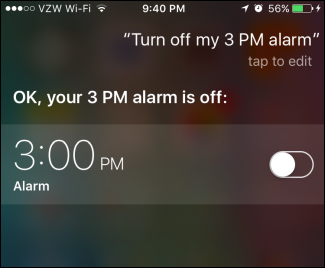 VZW Wi-Fi 9:40 PM 56%
“Turn off my 3 PM alarm”
tap to edit
OK, your 3 PM alarm is off:
3:00 PM
Alarm